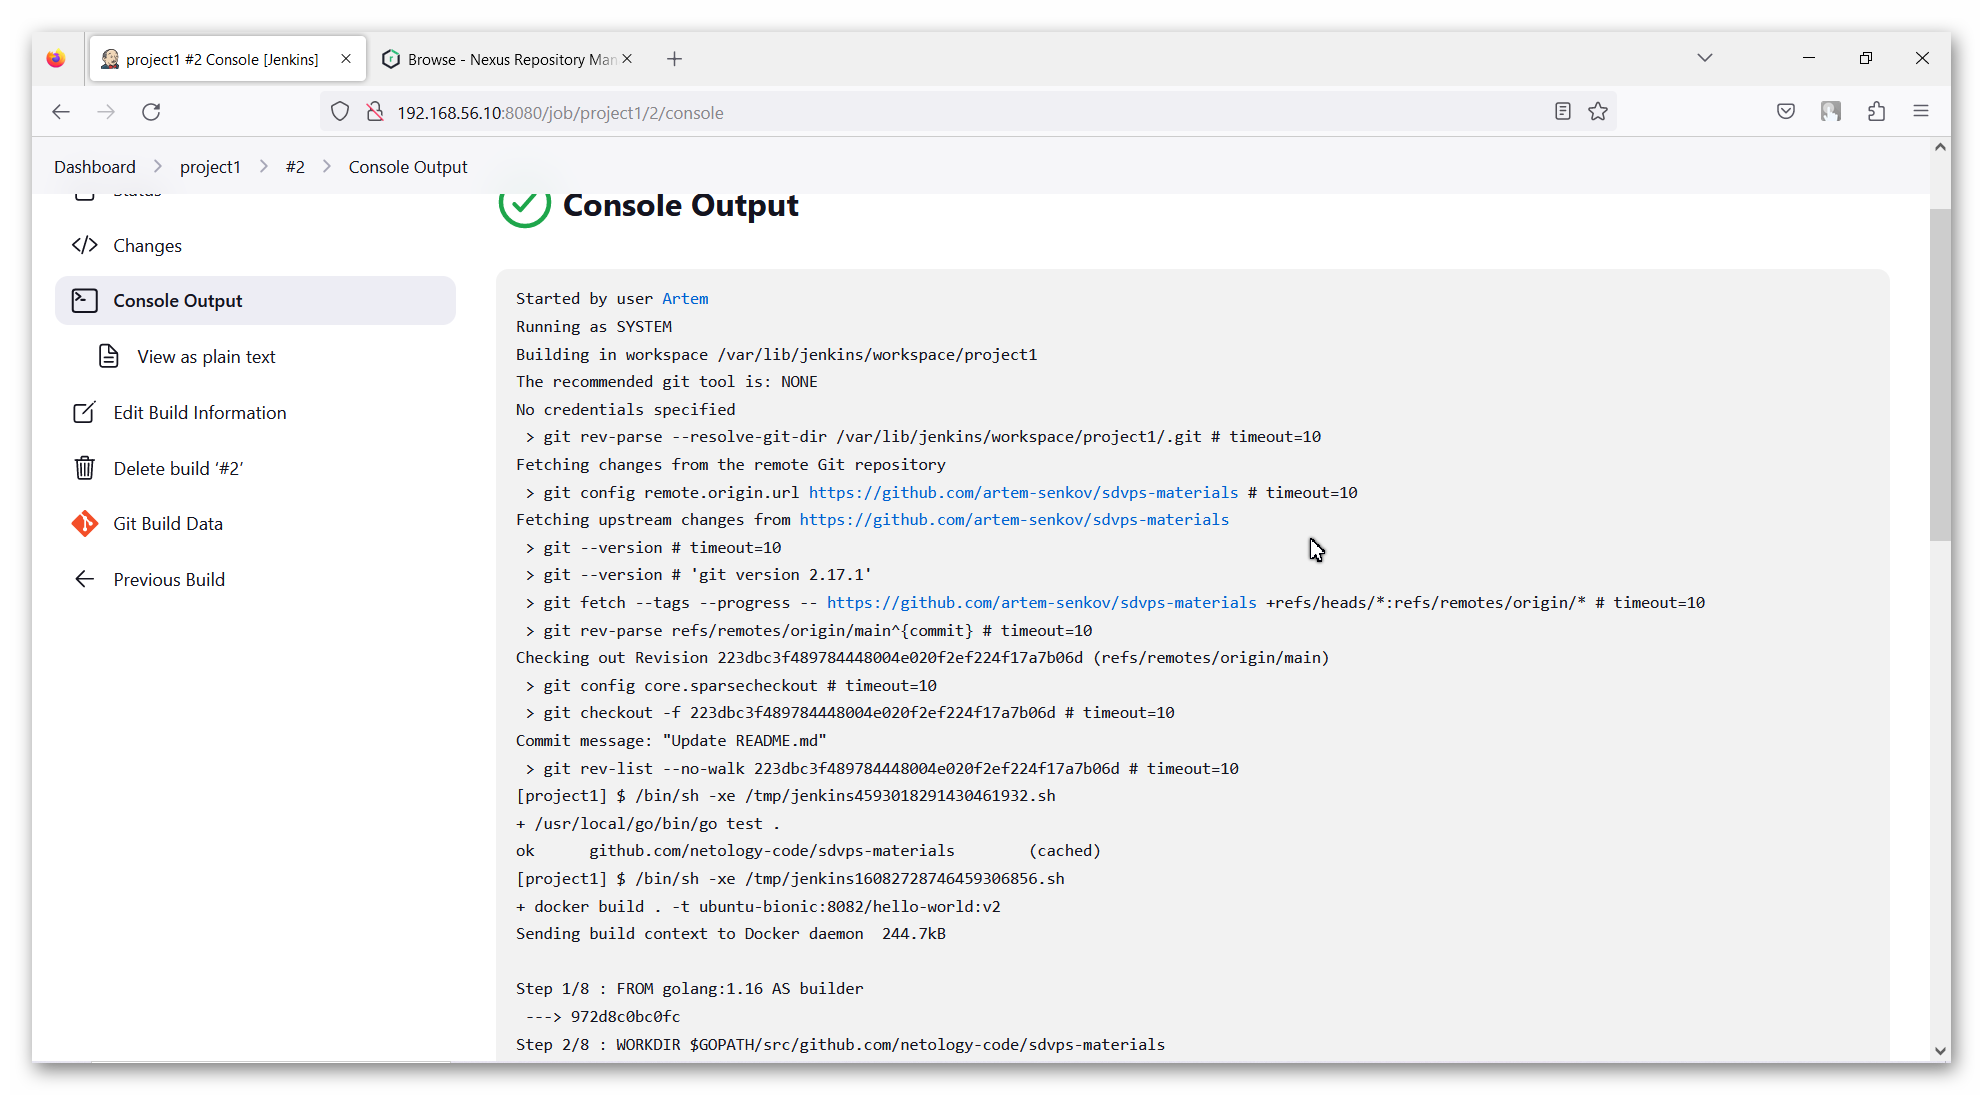 project1 #2 Console [Jenkins]
Browse - Nexus Repository Man
192.168.56.10:8080/job/project1/2/console
Dashboard
project1
#2
Console Output
Status
Changes
Console Output
View as plain text
Edit Build Information
Delete build ‘#2’
Git Build Data
Previous Build
Console Output
Started by user Artem
Running as SYSTEM
Building in workspace /var/lib/jenkins/workspace/project1
The recommended git tool is: NONE
No credentials specified
> git rev-parse --resolve-git-dir /var/lib/jenkins/workspace/project1/.git # timeout=10
Fetching changes from the remote Git repository
> git config remote.origin.url https://github.com/artem-senkov/sdvps-materials # timeout=10
Fetching upstream changes from https://github.com/artem-senkov/sdvps-materials
> git --version # timeout=10
> git --version # 'git version 2.17.1'
> git fetch --tags --progress -- https://github.com/artem-senkov/sdvps-materials +refs/heads/*:refs/remotes/origin/* # timeout=10
> git rev-parse refs/remotes/origin/main^{commit} # timeout=10
Checking out Revision 223dbc3f489784448004e020f2ef224f17a7b06d (refs/remotes/origin/main)
> git config core.sparsecheckout # timeout=10
> git checkout -f 223dbc3f489784448004e020f2ef224f17a7b06d # timeout=10
Commit message: "Update README.md"
> git rev-list --no-walk 223dbc3f489784448004e020f2ef224f17a7b06d # timeout=10
[project1] $ /bin/sh -xe /tmp/jenkins4593018291430461932.sh
+ /usr/local/go/bin/go test .
ok github.com/netology-code/sdvps-materials (cached)
[project1] $ /bin/sh -xe /tmp/jenkins16082728746459306856.sh
+ docker build . -t ubuntu-bionic:8082/hello-world:v2
Sending build context to Docker daemon 244.7kB
Step 1/8 : FROM golang:1.16 AS builder
---> 972d8c0bc0fc
Step 2/8 : WORKDIR $GOPATH/src/github.com/netology-code/sdvps-materials